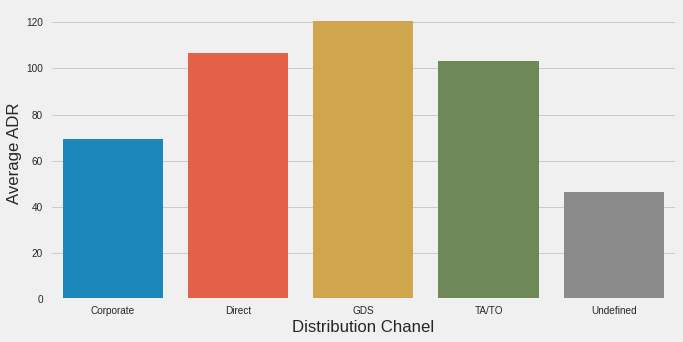 120
100
80
60
40
20
0
Average ADR
Corporate Direct GDS TA/TO Undefined
Distribution Chanel